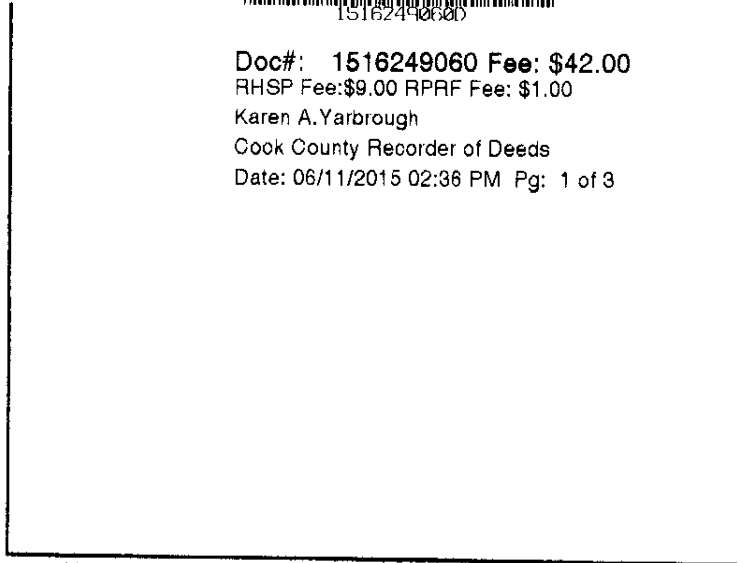 1516249060D
Doc#: 1516249060 Fee: $42.00
RHSP Fee:$9.00 RPRF Fee: $1.00
Karen A.Yarbrough
Cook County Recorder of Deeds
Date: 06/11/2015 02:36 PM Pg: 1 of 3